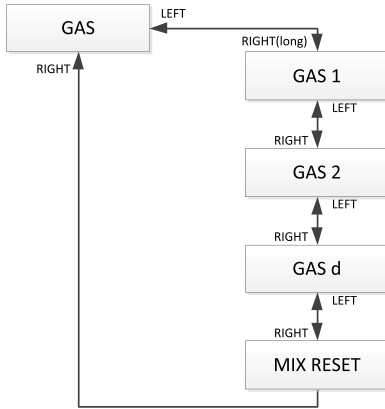 GAS
LEFT
RIGHT(long)
RIGHT
GAS 1
LEFT
RIGHT
GAS 2
LEFT
RIGHT
GAS d
LEFT
RIGHT
MIX RESET